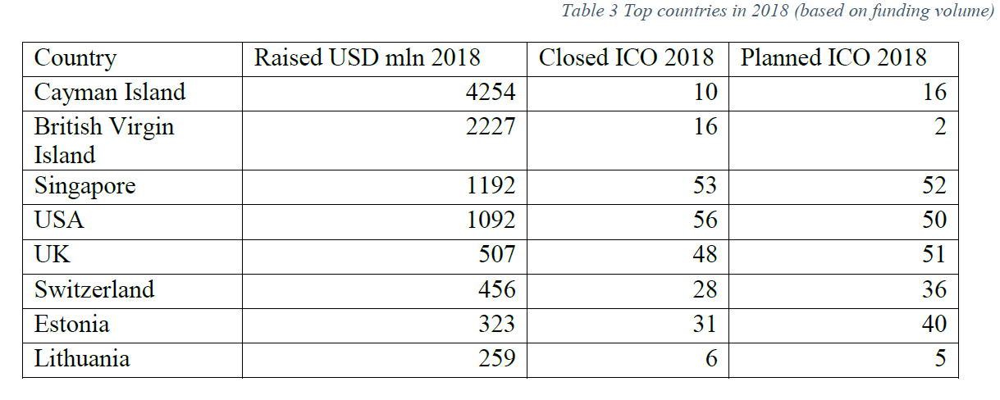 Table 3 Top countries in 2018 (based on funding volume)
Country Raised USD mln 2018 Closed ICO 2018 Planned ICO 2018
Cayman Island 4254 10 16
British Virgin 2227 16 2
Island
Singapore 1192 53 52
USA 1092 56 50
UK 507 48 51
Switzerland 456 28 36
Estonia 323 31 40
Lithuania 259 6 5